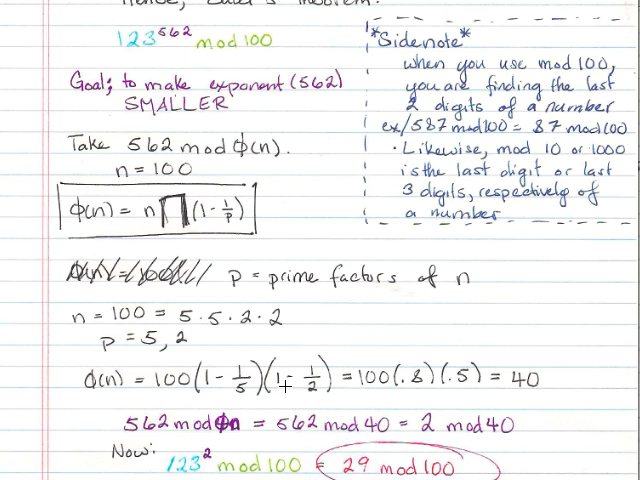 Hence, Euler's Theorem.
123^562 mod 100
Goal; to make exponent (562)
SMALLER
Take 562 mod ϕ(n).
n = 100
ϕ(n) = n∏(1 - 1/p)
p = prime factors of n
n = 100 = 5 · 5 · 2 · 2
p = 5, 2
ϕ(n) = 100(1 - 1/5)(1 - 1/2) = 100(.8)(.5) = 40
562 mod ϕn = 562 mod 40 = 2 mod 40
Now:
123² mod 100 = 29 mod 100
*Sidenote*
when you use mod 100,
you are finding the last
2 digits of a number
ex/ 587 mod 100 = 87 mod 100
· Likewise, mod 10 or 1000
is the last digit or last
3 digits, respectively of
a number